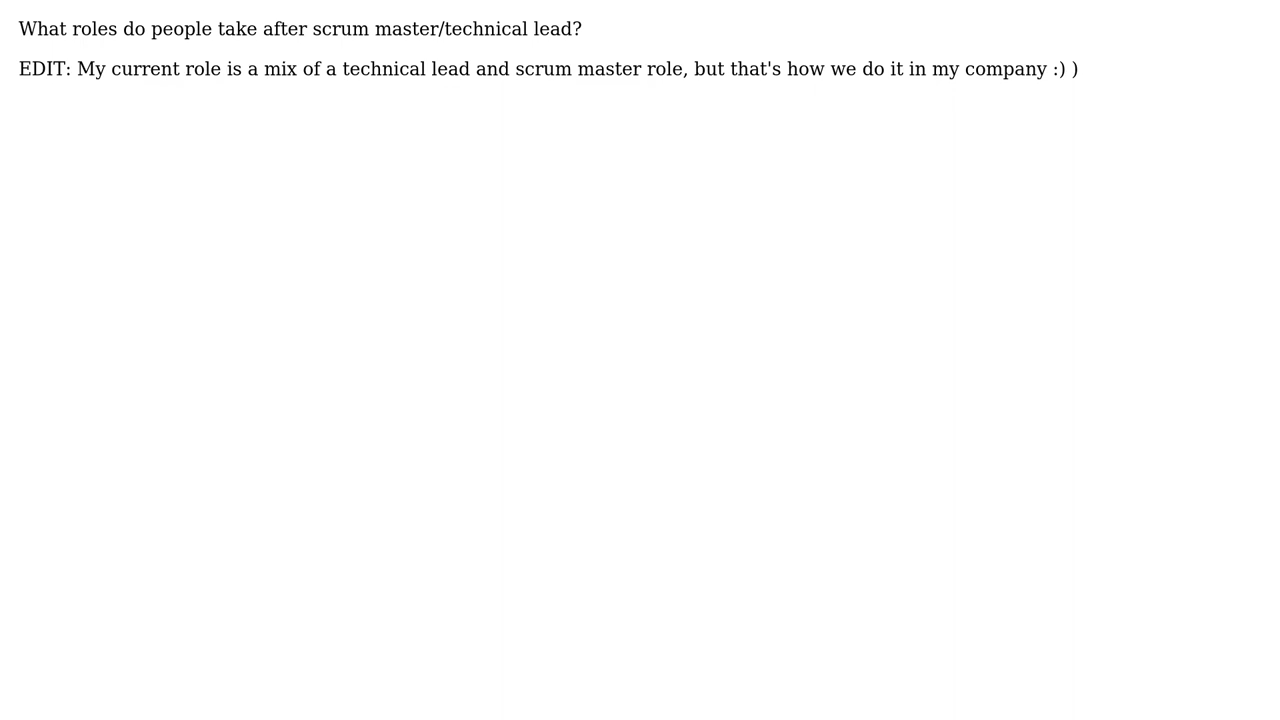 What roles do people take after scrum master/technical lead?
EDIT: My current role is a mix of a technical lead and scrum master role, but that's how we do it in my company :) )